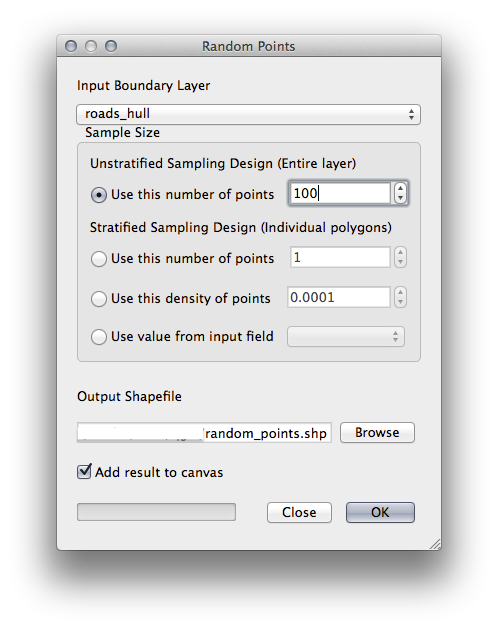 Random Points
Input Boundary Layer
roads_hull
Sample Size
Unstratified Sampling Design (Entire layer)
Use this number of points 100
Stratified Sampling Design (Individual polygons)
Use this number of points 1
Use this density of points 0.0001
Use value from input field
Output Shapefile
/random_points.shp Browse
Add result to canvas
Close OK